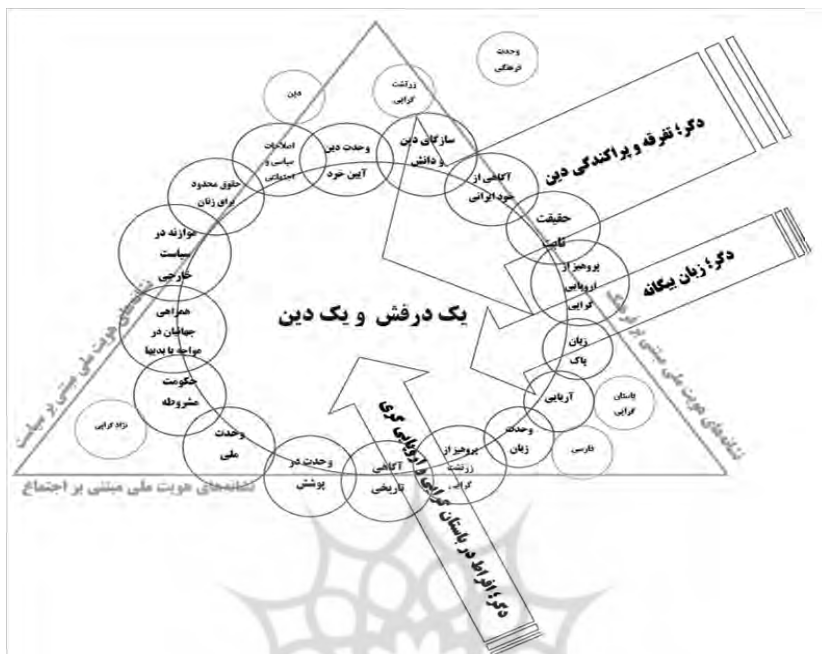 وحدت
فرهنگی
دین
زرتشت
گرایی
سازگای دین
و دانش
وحدت دین
آیین خرد
اصلاحات
سیاسی و
اجتماعی
حقوق محدود
برای زنان
موازنه در
سیاست
خارجی
همراهی
جهانیان در
مواجه با بدیها
حکومت
مشروطه
وحدت
ملی
وحدت در
پوشش
آگاهی
تاریخی
پرهیز از
زرتشت
گرایی
وحدت
زبان
آریایی
زبان
پاک
پروهیز از
اروپایی
گرایی
حقیقت
ثابت
آگاهی از
خود ایرانی
باستان
گرایی
فارسی
نژادگرایی
یک درفش و یک دین
دگر؛ تفرقه و پراکندگی دین
دگر؛ زبان بیگانه
دگر؛ افراط در باستان گرایی و اروپایی گری
نشانه‌های هویت ملی مبتنی بر سیاست
نشانه‌های هویت ملی مبتنی بر فرهنگ
نشانه‌های هویت ملی مبتنی بر اجتماع